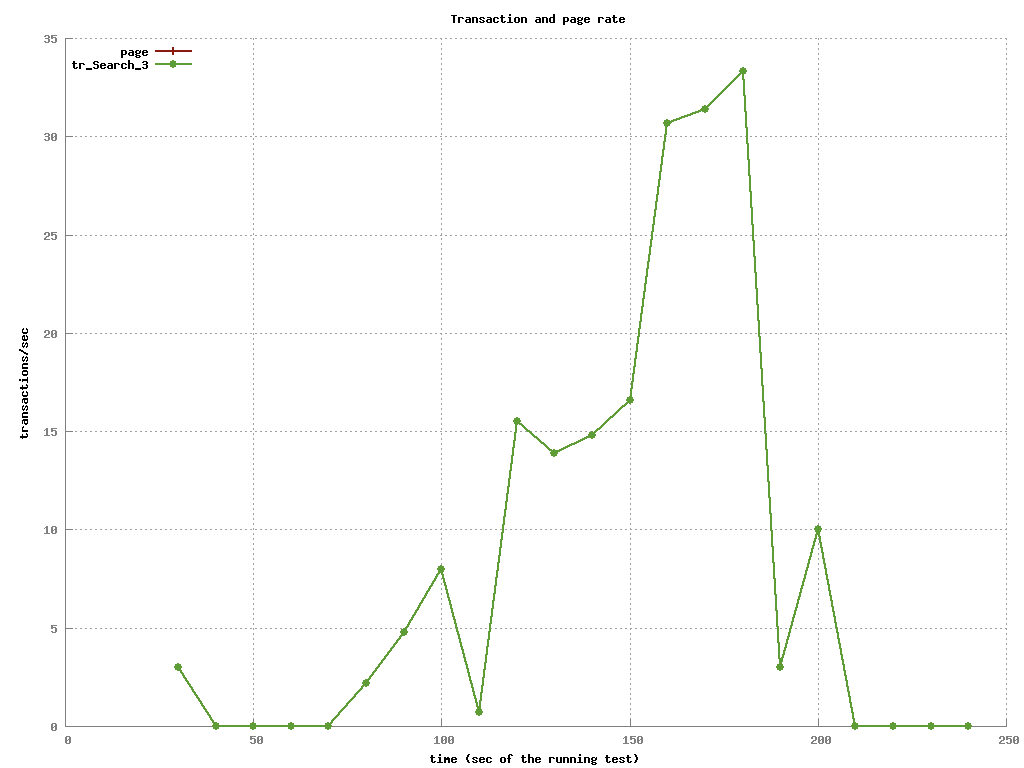 Transaction and page rate
35
page
tr_Search_3
30
25
20
transactions/sec
15
10
5
0
0 50 100 150 200 250
time (sec of the running test)